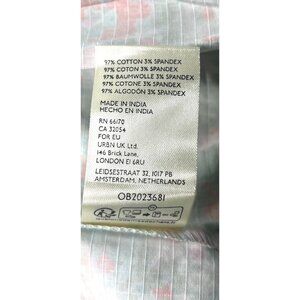 97% COTTON 3% SPANDEX
97% COTON 3% SPANDEX
97% BAUMWOLLE 3% SPANDEX
97% COTONE 3% SPANDEX
97% ALGODÓN 3% SPANDEX
MADE IN INDIA
HECHO EN INDIA
RN 66170
CA 32054
FOR EU
URBN UK Ltd.
146 Brick Lane,
LONDON E1 6RU
LEIDSESTRAAT 32, 1017 PB
AMSTERDAM, NETHERLANDS
OB2023681